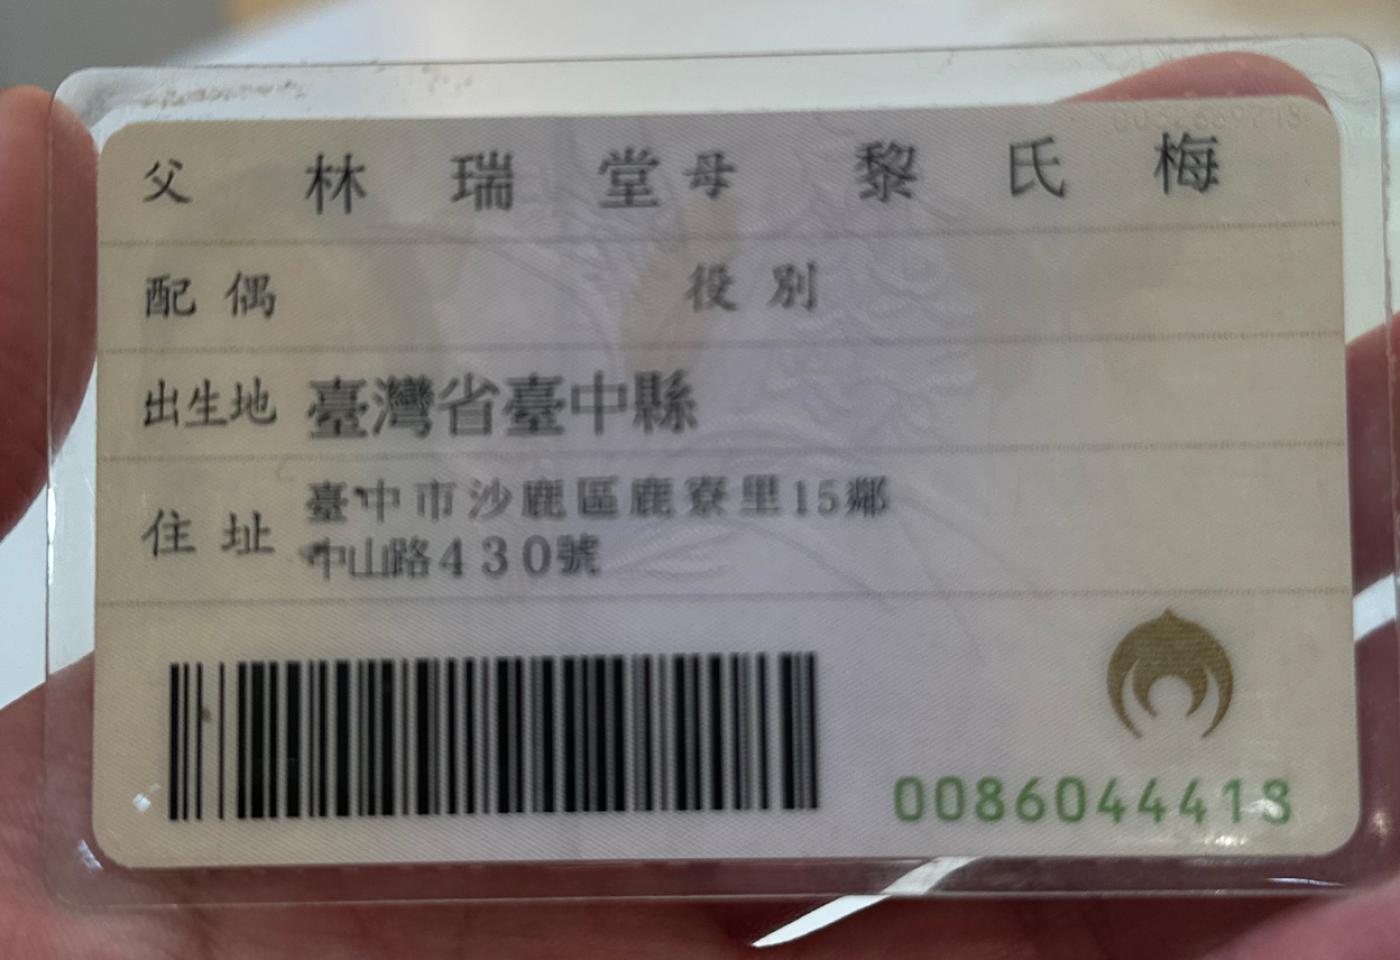 父 林瑞堂 母 黎氏梅
配偶 役別
出生地 臺灣省臺中縣
住址 臺中市沙鹿區鹿寮里15鄰
中山路430號
0086044418